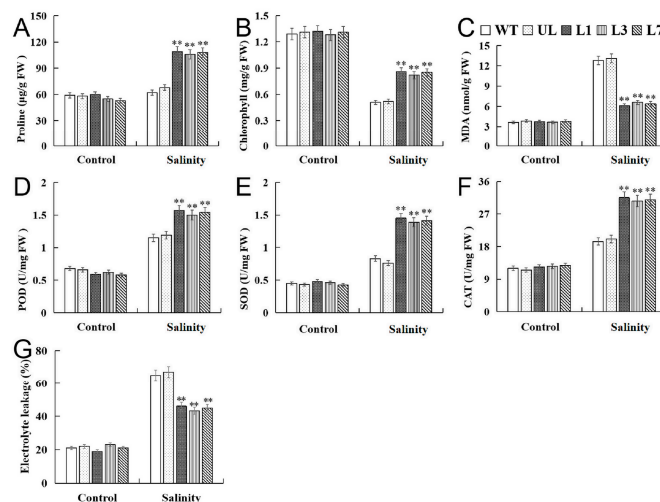 A B C WT UL L1 L3 L7
Proline (μg/g FW)
150
120
90
60
30
0
** ** **
Control Salinity
Chlorophyll (mg/g FW)
1.5
1.2
0.9
0.6
0.3
0
** ** **
Control Salinity
MDA (nmol/g FW)
18
15
12
9
6
3
0
** ** **
Control Salinity
D E F
POD (U/mg FW)
2
1.5
1
0.5
0
** ** **
Control Salinity
SOD (U/mg FW)
2
1.5
1
0.5
0
** ** **
Control Salinity
CAT (U/mg FW)
36
27
18
9
0
** ** **
Control Salinity
G
Electrolyte leakage (%)
80
60
40
20
0
** ** **
Control Salinity